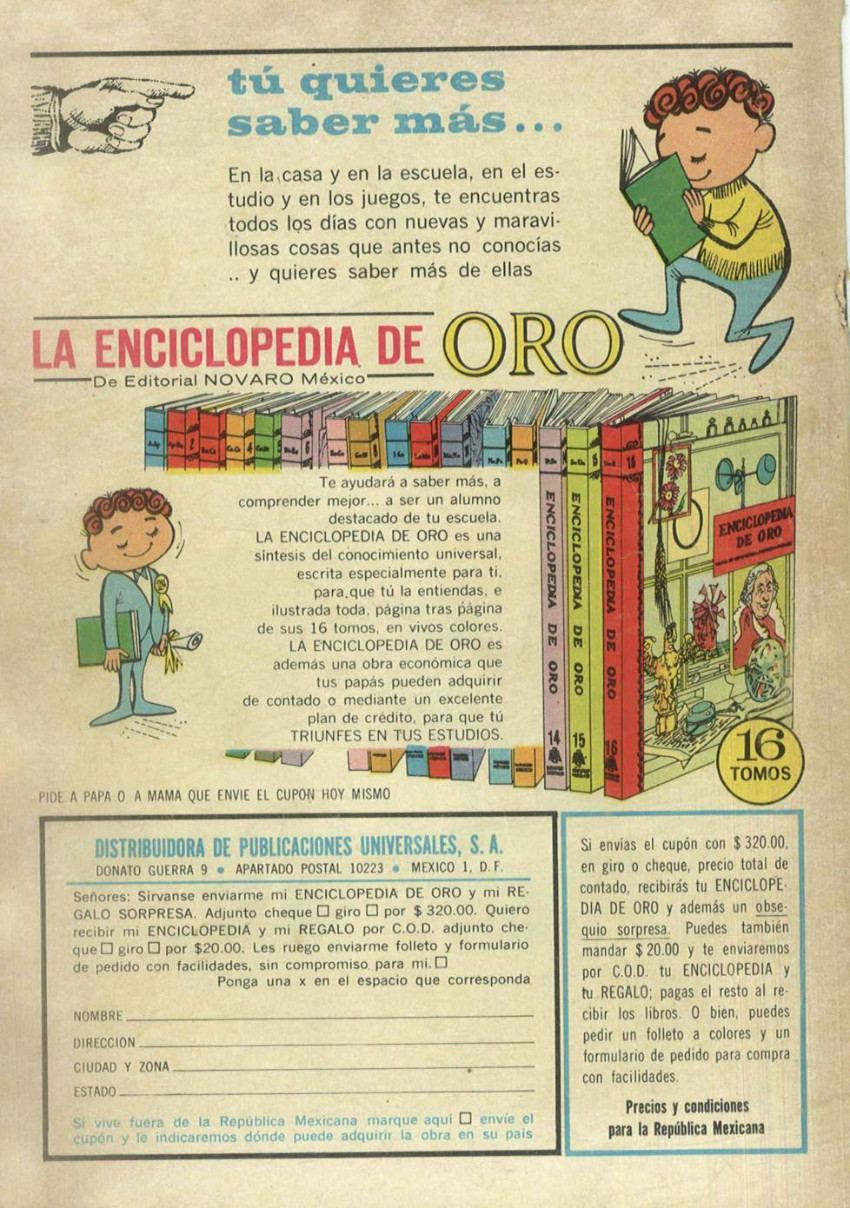 tú quieres
saber más...
En la casa y en la escuela, en el es-
tudio y en los juegos, te encuentras
todos los días con nuevas y maravi-
llosas cosas que antes no conocías
.. y quieres saber más de ellas
LA ENCICLOPEDIA DE ORO
De Editorial NOVARO México
Te ayudará a saber más, a
comprender mejor... a ser un alumno
destacado de tu escuela.
LA ENCICLOPEDIA DE ORO es una
síntesis del conocimiento universal,
escrita especialmente para ti,
para que tú la entiendas, e
ilustrada toda, página tras página
de sus 16 tomos, en vivos colores.
LA ENCICLOPEDIA DE ORO es
además una obra económica que
tus papás pueden adquirir
de contado o mediante un excelente
plan de crédito, para que tú
TRIUNFES EN TUS ESTUDIOS.
ENCICLOPEDIA DE ORO
14
ENCICLOPEDIA DE ORO
15
ENCICLOPEDIA DE ORO
16
ENCICLOPEDIA
DE ORO
16
TOMOS
PIDE A PAPA O A MAMA QUE ENVIE EL CUPON HOY MISMO
DISTRIBUIDORA DE PUBLICACIONES UNIVERSALES, S. A.
DONATO GUERRA 9 • APARTADO POSTAL 10223 • MEXICO 1, D. F.
Señores: Sirvanse enviarme mi ENCICLOPEDIA DE ORO y mi RE-
GALO SORPRESA. Adjunto cheque □ giro □ por $ 320.00. Quiero
recibir mi ENCICLOPEDIA y mi REGALO por C.O.D. adjunto che-
que □ giro □ por $20.00. Les ruego enviarme folleto y formulario
de pedido con facilidades, sin compromiso para mi. □
Ponga una x en el espacio que corresponda
NOMBRE
DIRECCION
CIUDAD Y ZONA
ESTADO
Si vive fuera de la República Mexicana marque aquí □ envíe el
cupón y le indicaremos dónde puede adquirir la obra en su país
Si envías el cupón con $ 320.00,
en giro o cheque, precio total de
contado, recibirás tu ENCICLOPE-
DIA DE ORO y además un obse-
quio sorpresa. Puedes también
mandar $ 20.00 y te enviaremos
por C.O.D. tu ENCICLOPEDIA y
tu REGALO; pagas el resto al re-
cibir los libros. O bien, puedes
pedir un folleto a colores y un
formulario de pedido para compra
con facilidades.
Precios y condiciones
para la República Mexicana